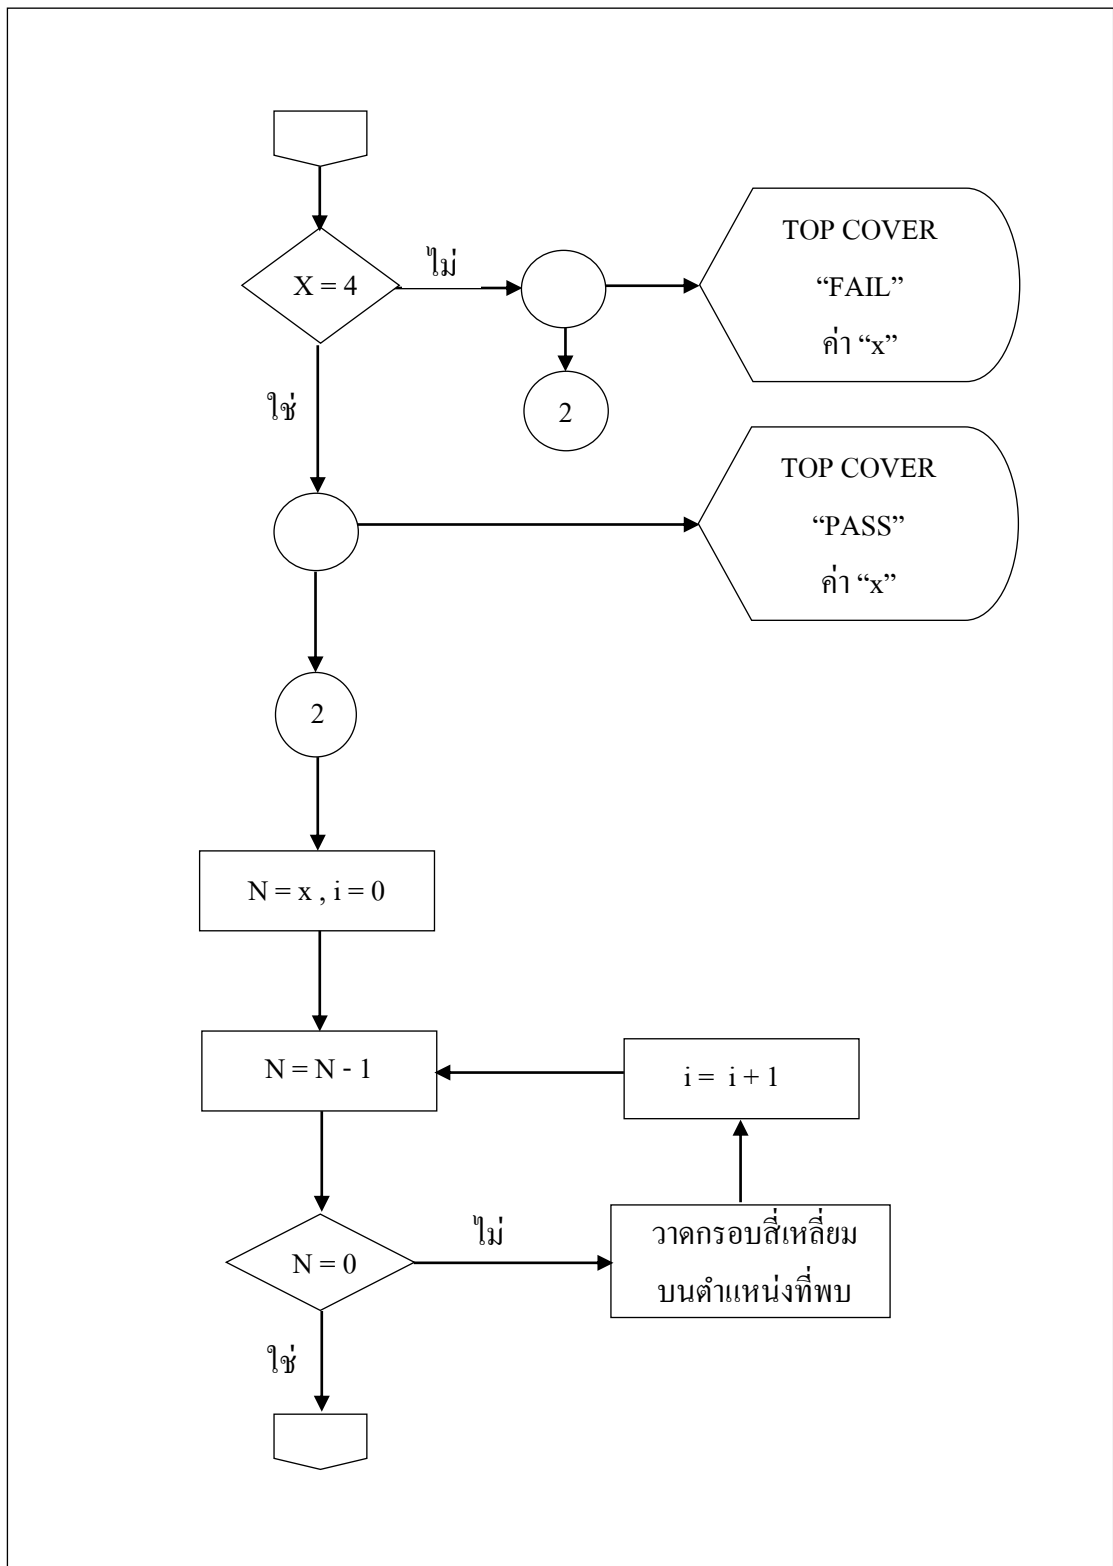 X = 4
ไม่
TOP COVER
“FAIL”
ค่า “x”
2
ใช่
TOP COVER
“PASS”
ค่า “x”
2
N = x , i = 0
N = N - 1
i = i + 1
N = 0
ไม่
วาดกรอบสี่เหลี่ยม
บนตำแหน่งที่พบ
ใช่